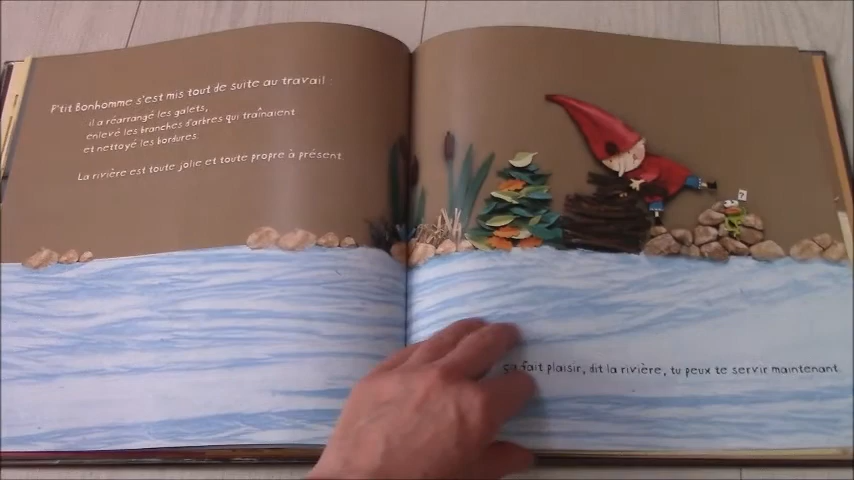 P'tit Bonhomme s'est mis tout de suite au travail :
il a réarrangé les galets,
enlevé les branches d'arbres qui traînaient
et nettoyé les bordures.
La rivière est toute jolie et toute propre à présent.
?
ça fait plaisir, dit la rivière, tu peux te servir maintenant.